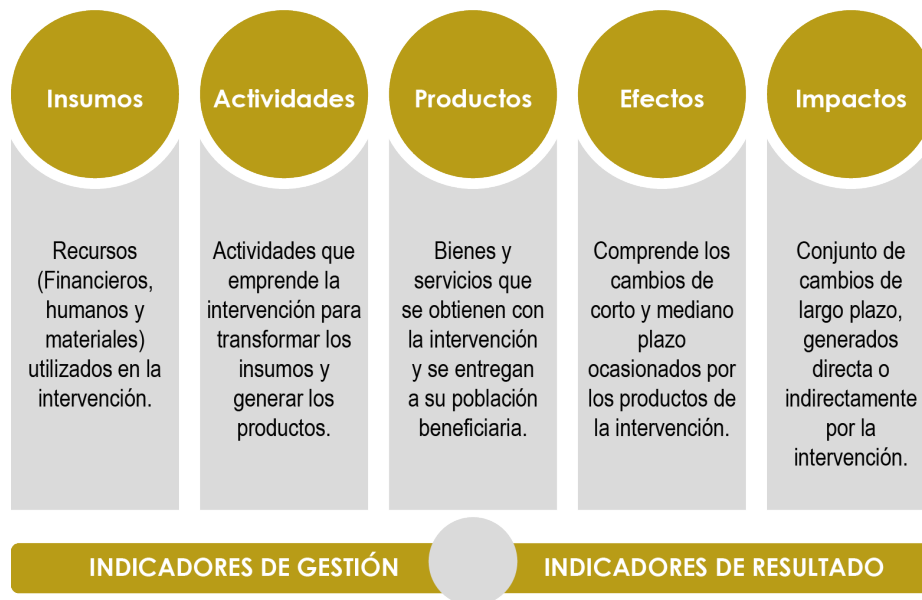 Insumos
Recursos
(Financieros,
humanos y
materiales)
utilizados en la
intervención.
Actividades
Actividades que
emprende la
intervención para
transformar los
insumos y
generar los
productos.
Productos
Bienes y
servicios que
se obtienen con
la intervención
y se entregan
a su población
beneficiaria.
Efectos
Comprende los
cambios de
corto y mediano
plazo
ocasionados por
los productos de
la intervención.
Impactos
Conjunto de
cambios de
largo plazo,
generados
directa o
indirectamente
por la
intervención.
INDICADORES DE GESTIÓN
INDICADORES DE RESULTADO